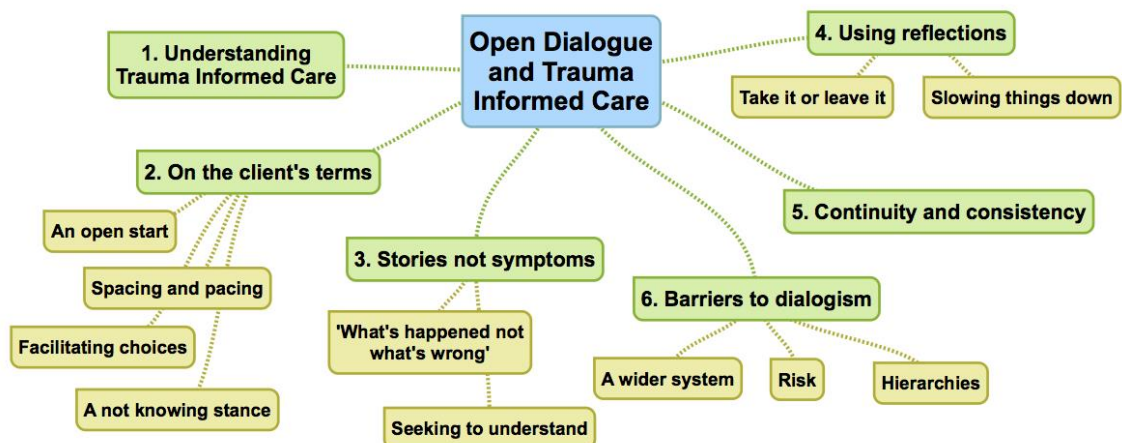 Open Dialogue
and Trauma
Informed Care
1. Understanding
Trauma Informed Care
2. On the client's terms
An open start
Spacing and pacing
Facilitating choices
A not knowing stance
3. Stories not symptoms
'What's happened not
what's wrong'
Seeking to understand
4. Using reflections
Take it or leave it
Slowing things down
5. Continuity and consistency
6. Barriers to dialogism
A wider system
Risk
Hierarchies